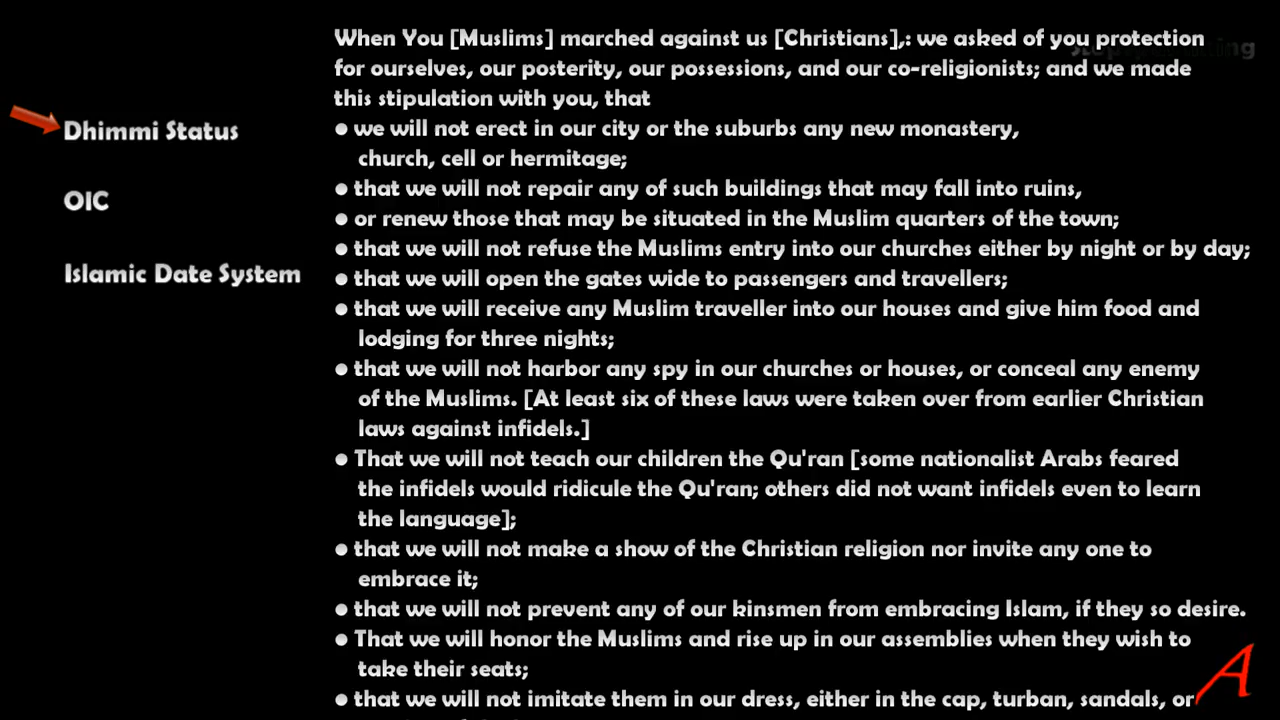 When You [Muslims] marched against us [Christians],: we asked of you protection
for ourselves, our posterity, our possessions, and our co-religionists; and we made
this stipulation with you, that
Dhimmi Status
OIC
Islamic Date System
● we will not erect in our city or the suburbs any new monastery,
church, cell or hermitage;
● that we will not repair any of such buildings that may fall into ruins,
● or renew those that may be situated in the Muslim quarters of the town;
● that we will not refuse the Muslims entry into our churches either by night or by day;
● that we will open the gates wide to passengers and travellers;
● that we will receive any Muslim traveller into our houses and give him food and
lodging for three nights;
● that we will not harbor any spy in our churches or houses, or conceal any enemy
of the Muslims. [At least six of these laws were taken over from earlier Christian
laws against infidels.]
● That we will not teach our children the Qu'ran [some nationalist Arabs feared
the infidels would ridicule the Qu'ran; others did not want infidels even to learn
the language];
● that we will not make a show of the Christian religion nor invite any one to
embrace it;
● that we will not prevent any of our kinsmen from embracing Islam, if they so desire.
● That we will honor the Muslims and rise up in our assemblies when they wish to
take their seats;
● that we will not imitate them in our dress, either in the cap, turban, sandals, or
A